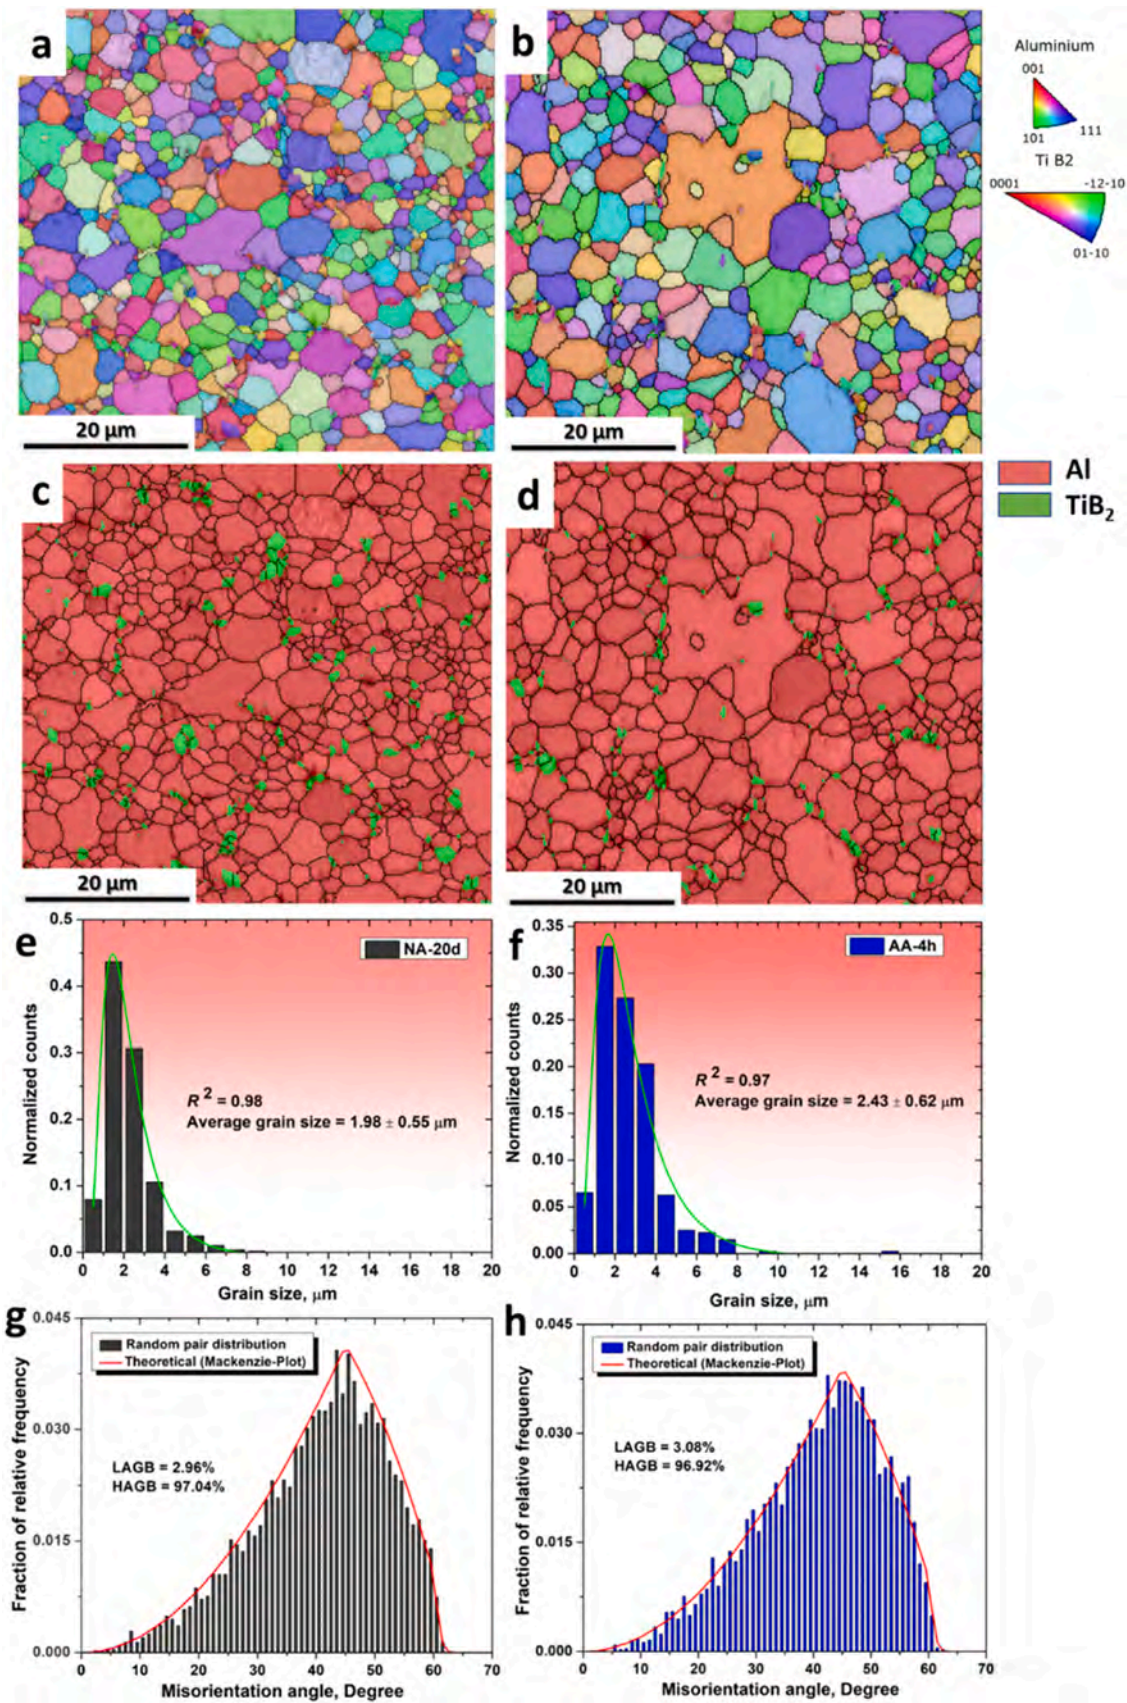 a
b
Aluminium
001
101
111
Ti B2
0001
-12-10
01-10
20 μm
20 μm
c
d
Al
TiB2
20 μm
20 μm
e
NA-20d
R 2 = 0.98
Average grain size = 1.98 ± 0.55 μm
Normalized counts
0.5
0.4
0.3
0.2
0.1
0.0
0 2 4 6 8 10 12 14 16 18 20
Grain size, μm
f
AA-4h
R 2 = 0.97
Average grain size = 2.43 ± 0.62 μm
Normalized counts
0.35
0.30
0.25
0.20
0.15
0.10
0.05
0.00
0 2 4 6 8 10 12 14 16 18 20
Grain size, μm
g
Random pair distribution
Theoretical (Mackenzie-Plot)
LAGB = 2.96%
HAGB = 97.04%
Fraction of relative frequency
0.045
0.030
0.015
0.000
0 10 20 30 40 50 60 70
Misorientation angle, Degree
h
Random pair distribution
Theoretical (Mackenzie-Plot)
LAGB = 3.08%
HAGB = 96.92%
Fraction of relative frequency
0.045
0.030
0.015
0.000
0 10 20 30 40 50 60 70
Misorientation angle, Degree